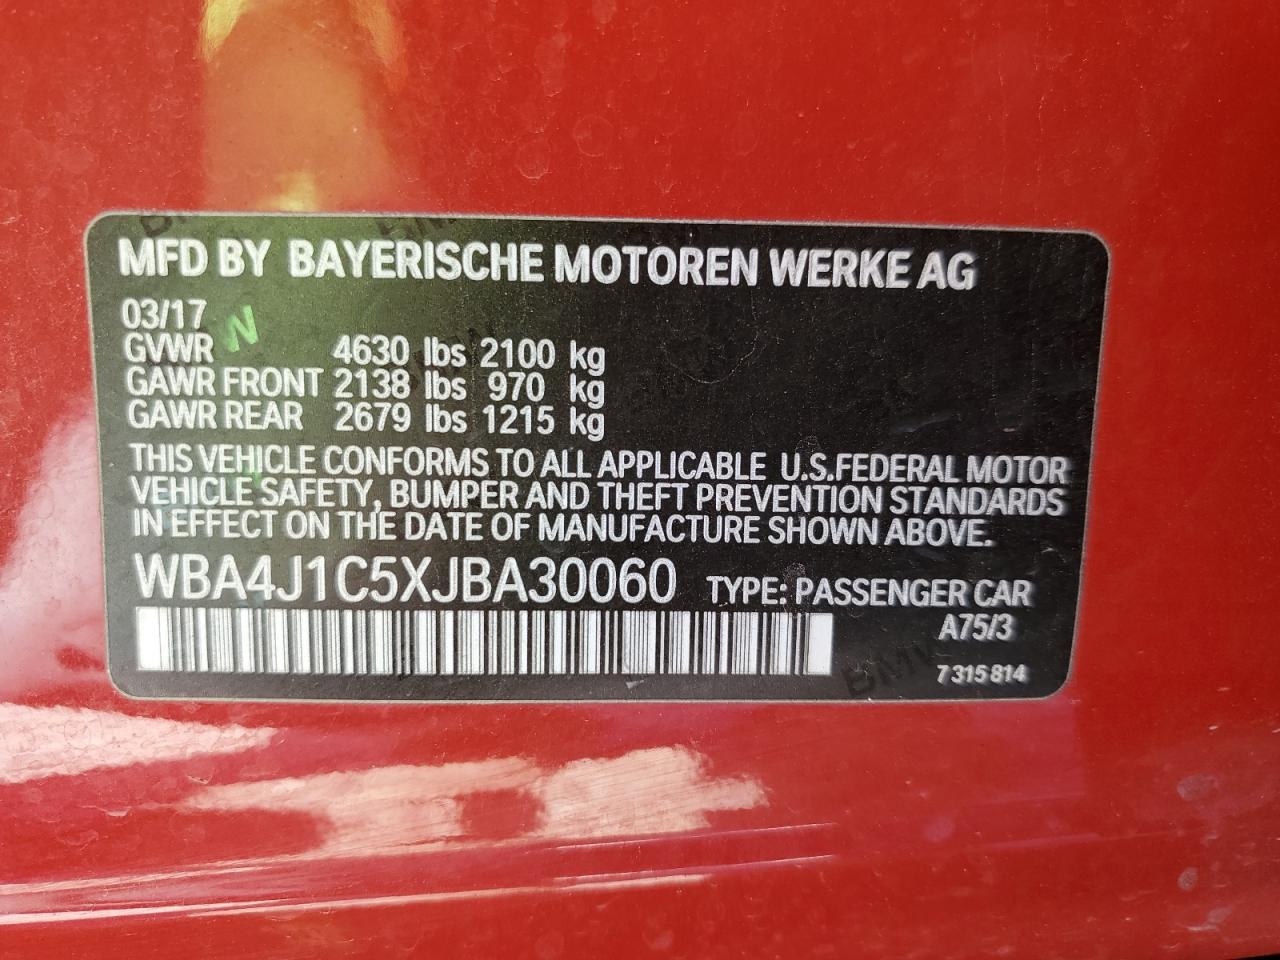 MFD BY BAYERISCHE MOTOREN WERKE AG
03/17
GVWR 4630 lbs 2100 kg
GAWR FRONT 2138 lbs 970 kg
GAWR REAR 2679 lbs 1215 kg
THIS VEHICLE CONFORMS TO ALL APPLICABLE U.S.FEDERAL MOTOR
VEHICLE SAFETY, BUMPER AND THEFT PREVENTION STANDARDS
IN EFFECT ON THE DATE OF MANUFACTURE SHOWN ABOVE.
WBA4J1C5XJBA30060 TYPE: PASSENGER CAR
A75/3
7 315 814
BMW